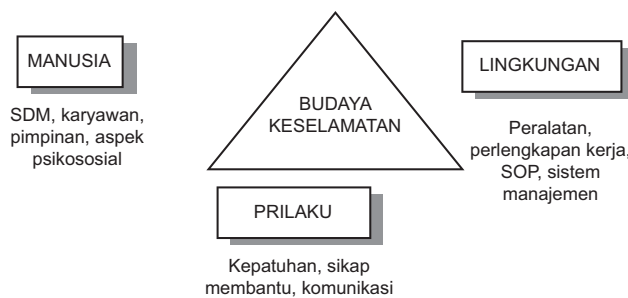 MANUSIA
SDM, karyawan,
pimpinan, aspek
psikososial
BUDAYA
KESELAMATAN
LINGKUNGAN
Peralatan,
perlengkapan kerja,
SOP, sistem
manajemen
PRILAKU
Kepatuhan, sikap
membantu, komunikasi